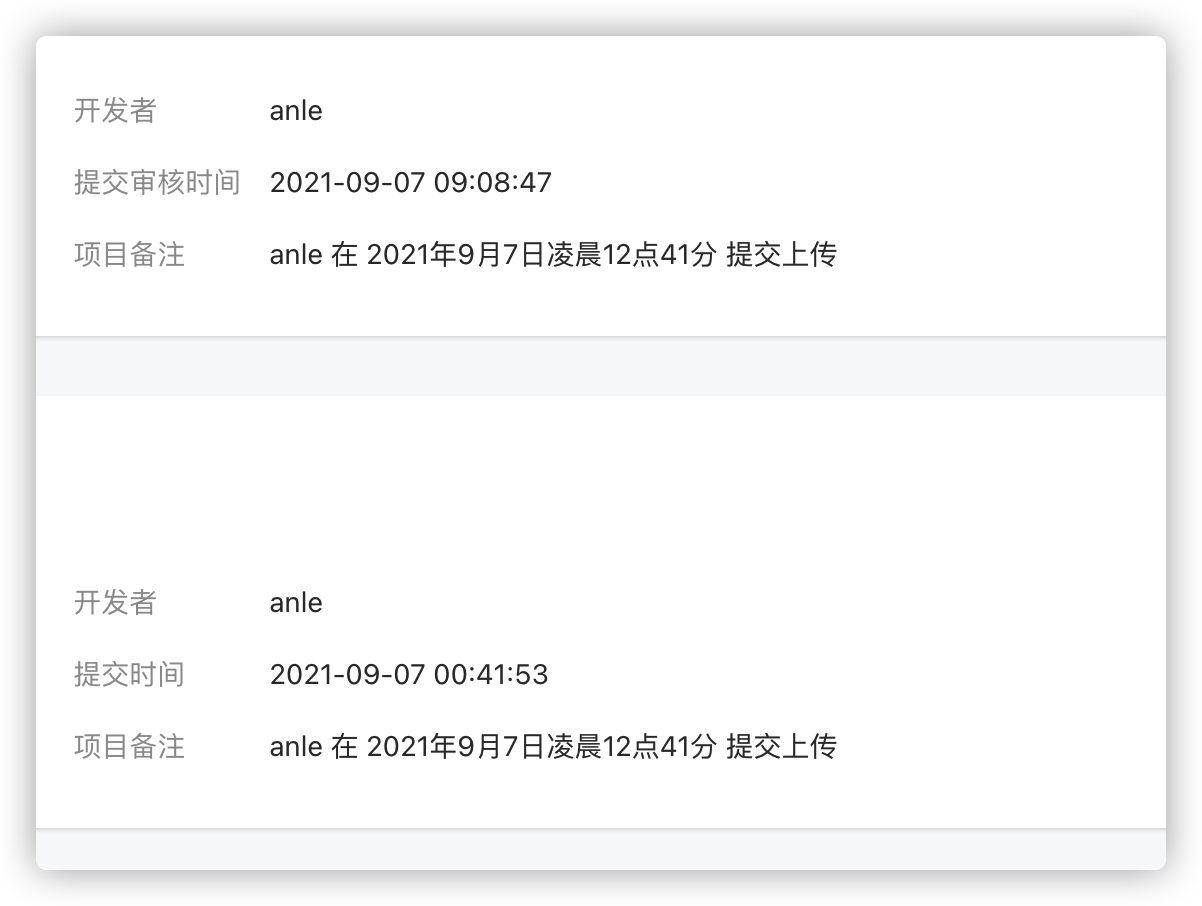 开发者 anle
提交审核时间 2021-09-07 09:08:47
项目备注 anle 在 2021年9月7日凌晨12点41分 提交上传
开发者 anle
提交时间 2021-09-07 00:41:53
项目备注 anle 在 2021年9月7日凌晨12点41分 提交上传